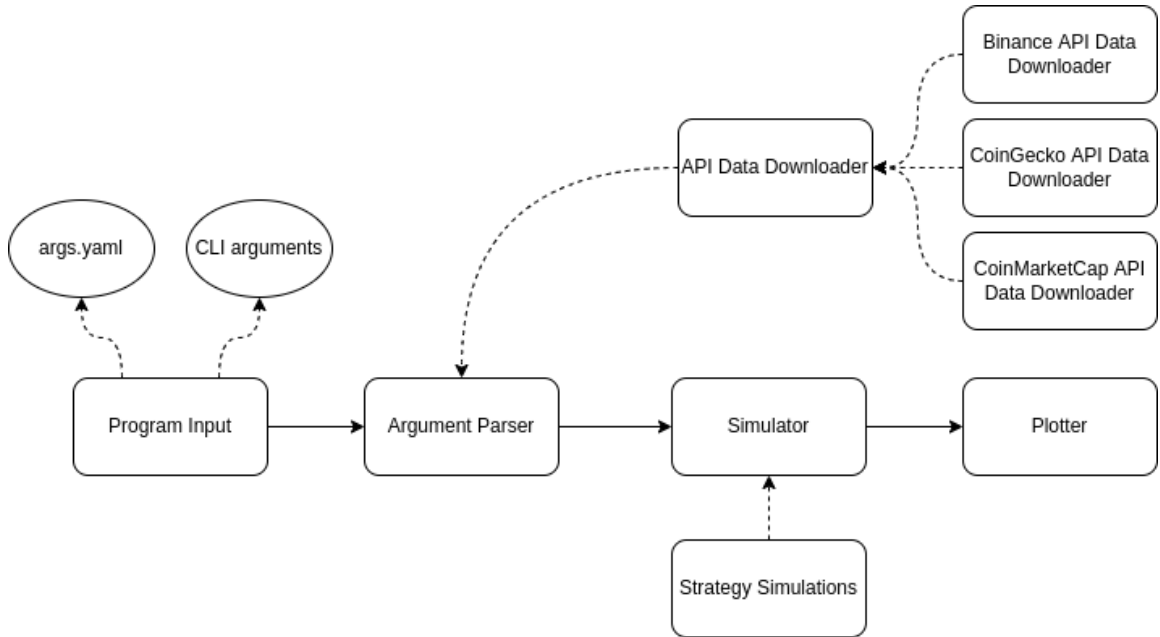 Binance API Data
Downloader
API Data Downloader
CoinGecko API Data
Downloader
args.yaml
CLI arguments
CoinMarketCap API
Data Downloader
Program Input
Argument Parser
Simulator
Plotter
Strategy Simulations